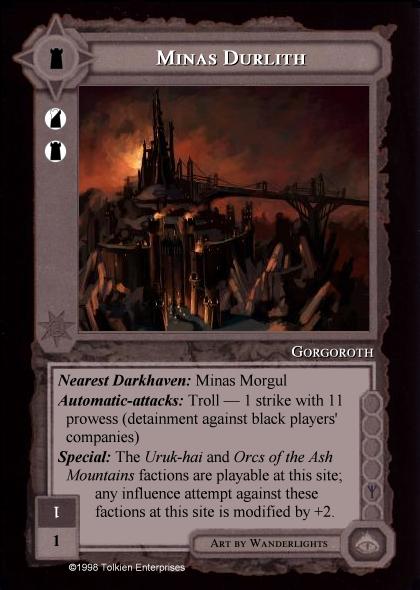 Minas Durlith
Gorgoroth
Nearest Darkhaven: Minas Morgul
Automatic-attacks: Troll — 1 strike with 11
prowess (detainment against black players'
companies)
Special: The Uruk-hai and Orcs of the Ash
Mountains factions are playable at this site;
any influence attempt against these
factions at this site is modified by +2.
I
1
Art by Wanderlights
©1998 Tolkien Enterprises